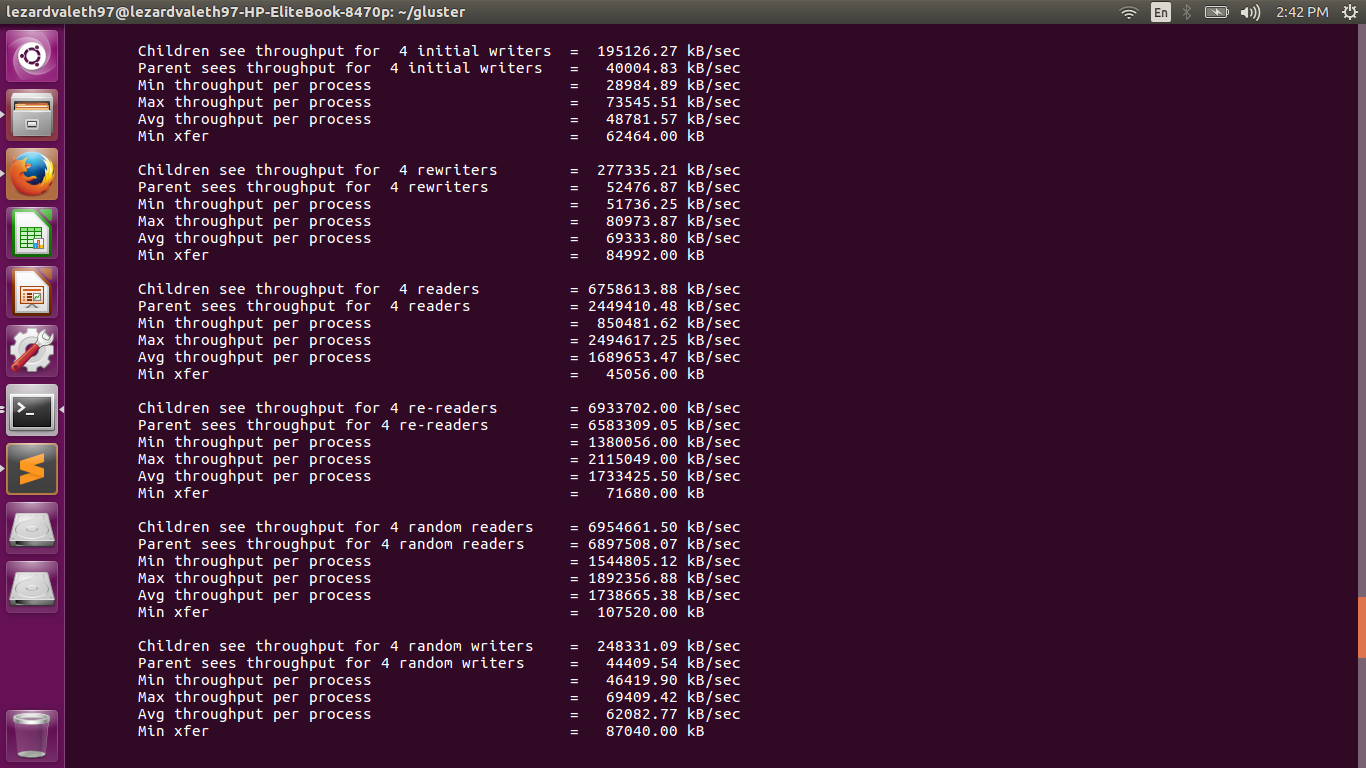 lezardvaleth97@lezardvaleth97-HP-EliteBook-8470p: ~/gluster En 2:42 PM
Children see throughput for  4 initial writers  =  195126.27 kB/sec
Parent sees throughput for  4 initial writers   =   40004.83 kB/sec
Min throughput per process                      =   28984.89 kB/sec
Max throughput per process                      =   73545.51 kB/sec
Avg throughput per process                      =   48781.57 kB/sec
Min xfer                                        =   62464.00 kB
Children see throughput for  4 rewriters        =  277335.21 kB/sec
Parent sees throughput for  4 rewriters         =   52476.87 kB/sec
Min throughput per process                      =   51736.25 kB/sec
Max throughput per process                      =   80973.87 kB/sec
Avg throughput per process                      =   69333.80 kB/sec
Min xfer                                        =   84992.00 kB
Children see throughput for  4 readers          = 6758613.88 kB/sec
Parent sees throughput for  4 readers           = 2449410.48 kB/sec
Min throughput per process                      =  850481.62 kB/sec
Max throughput per process                      = 2494617.25 kB/sec
Avg throughput per process                      = 1689653.47 kB/sec
Min xfer                                        =   45056.00 kB
Children see throughput for 4 re-readers        = 6933702.00 kB/sec
Parent sees throughput for 4 re-readers         = 6583309.05 kB/sec
Min throughput per process                      = 1380056.00 kB/sec
Max throughput per process                      = 2115049.00 kB/sec
Avg throughput per process                      = 1733425.50 kB/sec
Min xfer                                        =   71680.00 kB
Children see throughput for 4 random readers    = 6954661.50 kB/sec
Parent sees throughput for 4 random readers     = 6897508.07 kB/sec
Min throughput per process                      = 1544805.12 kB/sec
Max throughput per process                      = 1892356.88 kB/sec
Avg throughput per process                      = 1738665.38 kB/sec
Min xfer                                        =  107520.00 kB
Children see throughput for 4 random writers    =  248331.09 kB/sec
Parent sees throughput for 4 random writers     =   44409.54 kB/sec
Min throughput per process                      =   46419.90 kB/sec
Max throughput per process                      =   69409.42 kB/sec
Avg throughput per process                      =   62082.77 kB/sec
Min xfer                                        =   87040.00 kB